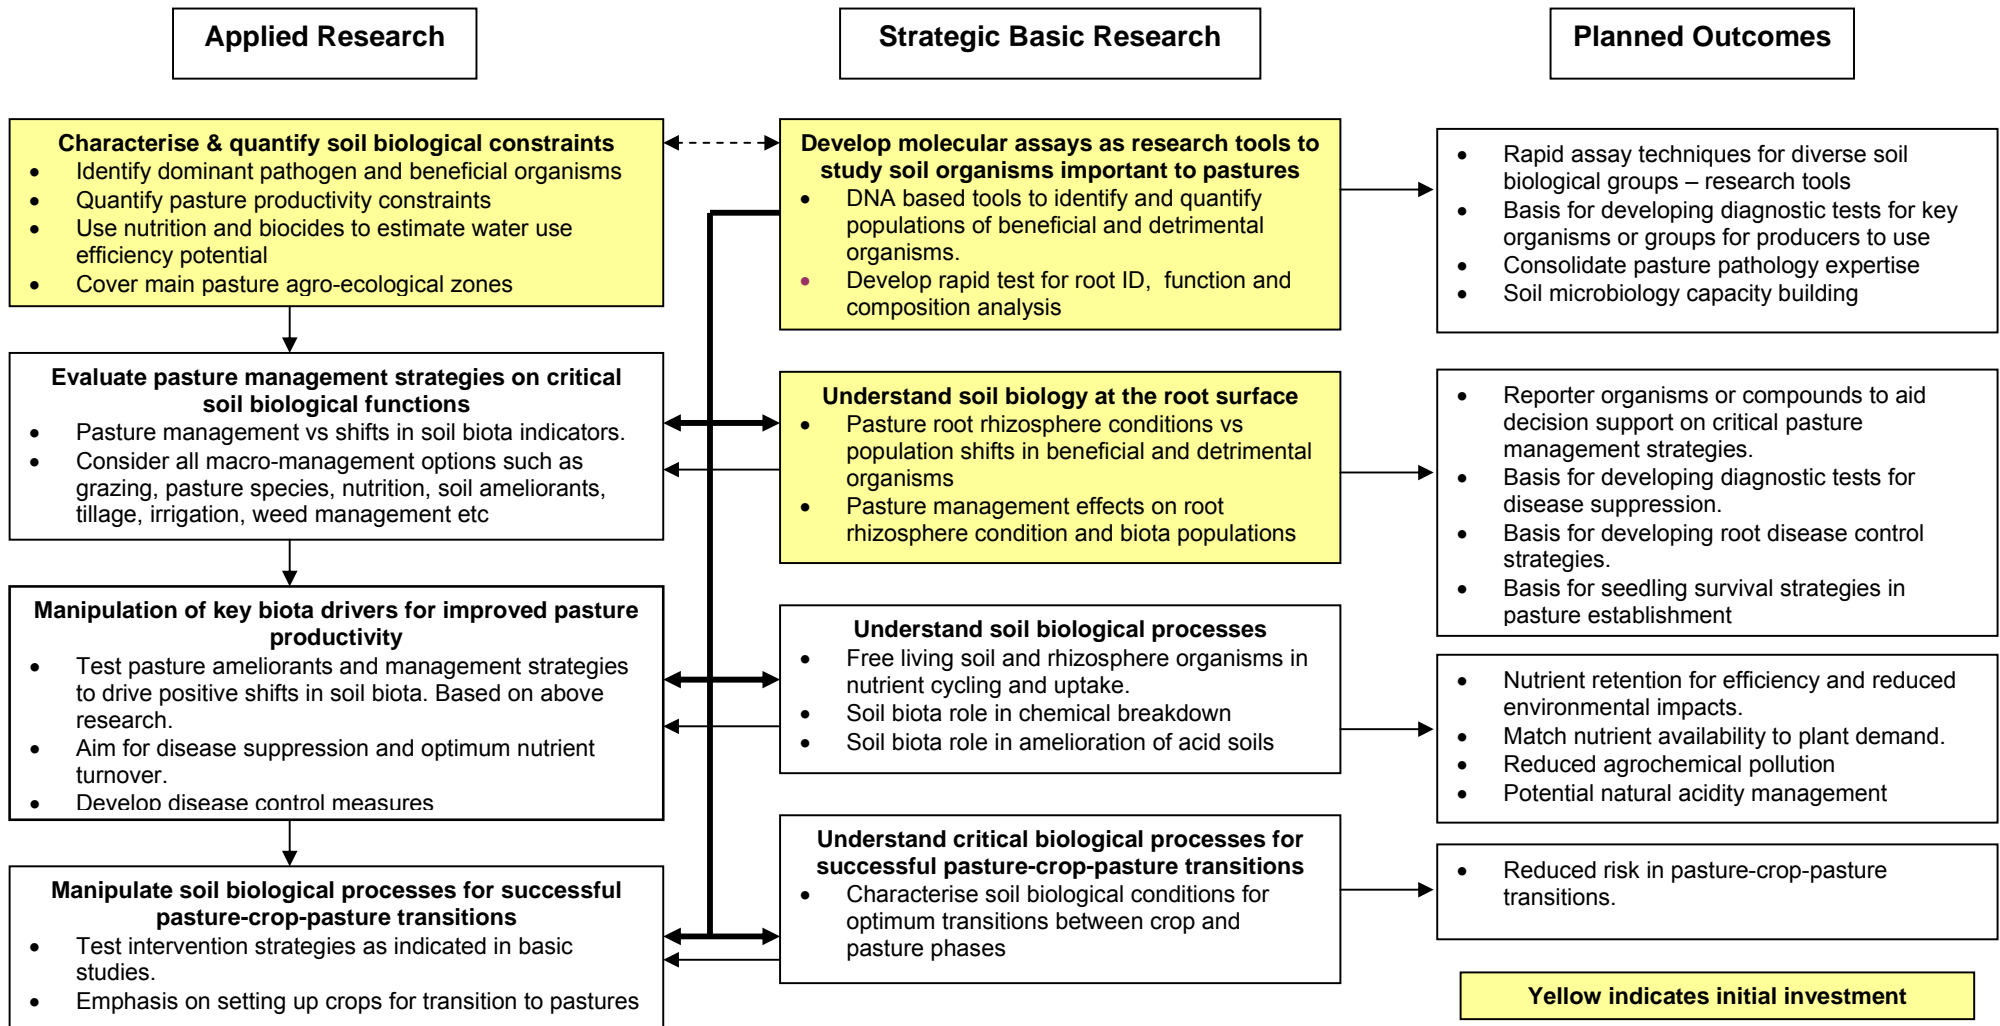 Applied Research
Strategic Basic Research
Planned Outcomes
Characterise & quantify soil biological constraints
• Identify dominant pathogen and beneficial organisms
• Quantify pasture productivity constraints
• Use nutrition and biocides to estimate water use
efficiency potential
• Cover main pasture agro-ecological zones
Develop molecular assays as research tools to
study soil organisms important to pastures
• DNA based tools to identify and quantify
populations of beneficial and detrimental
organisms.
• Develop rapid test for root ID, function and
composition analysis
• Rapid assay techniques for diverse soil
biological groups – research tools
• Basis for developing diagnostic tests for key
organisms or groups for producers to use
• Consolidate pasture pathology expertise
• Soil microbiology capacity building
Evaluate pasture management strategies on critical
soil biological functions
• Pasture management vs shifts in soil biota indicators.
• Consider all macro-management options such as
grazing, pasture species, nutrition, soil ameliorants,
tillage, irrigation, weed management etc
Understand soil biology at the root surface
• Pasture root rhizosphere conditions vs
population shifts in beneficial and detrimental
organisms
• Pasture management effects on root
rhizosphere condition and biota populations
• Reporter organisms or compounds to aid
decision support on critical pasture
management strategies.
• Basis for developing diagnostic tests for
disease suppression.
• Basis for developing root disease control
strategies.
• Basis for seedling survival strategies in
pasture establishment
Manipulation of key biota drivers for improved pasture
productivity
• Test pasture ameliorants and management strategies
to drive positive shifts in soil biota. Based on above
research.
• Aim for disease suppression and optimum nutrient
turnover.
• Develop disease control measures
Understand soil biological processes
• Free living soil and rhizosphere organisms in
nutrient cycling and uptake.
• Soil biota role in chemical breakdown
• Soil biota role in amelioration of acid soils
• Nutrient retention for efficiency and reduced
environmental impacts.
• Match nutrient availability to plant demand.
• Reduced agrochemical pollution
• Potential natural acidity management
Manipulate soil biological processes for successful
pasture-crop-pasture transitions
• Test intervention strategies as indicated in basic
studies.
• Emphasis on setting up crops for transition to pastures
Understand critical biological processes for
successful pasture-crop-pasture transitions
• Characterise soil biological conditions for
optimum transitions between crop and
pasture phases
• Reduced risk in pasture-crop-pasture
transitions.
Yellow indicates initial investment